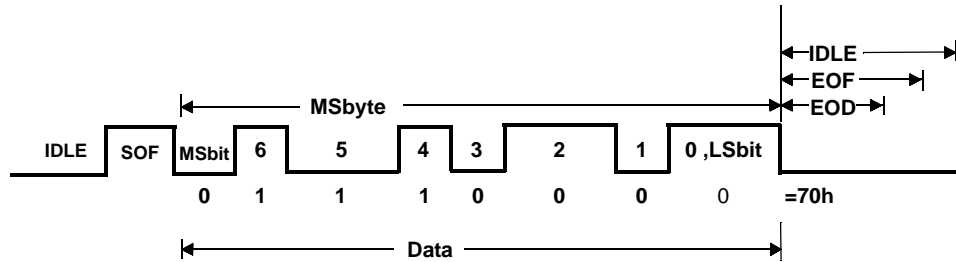 IDLE
EOF
MSbyte
EOD
IDLE SOF MSbit 6 5 4 3 2 1 0 ,LSbit
0 1 1 1 0 0 0 0 =70h
Data